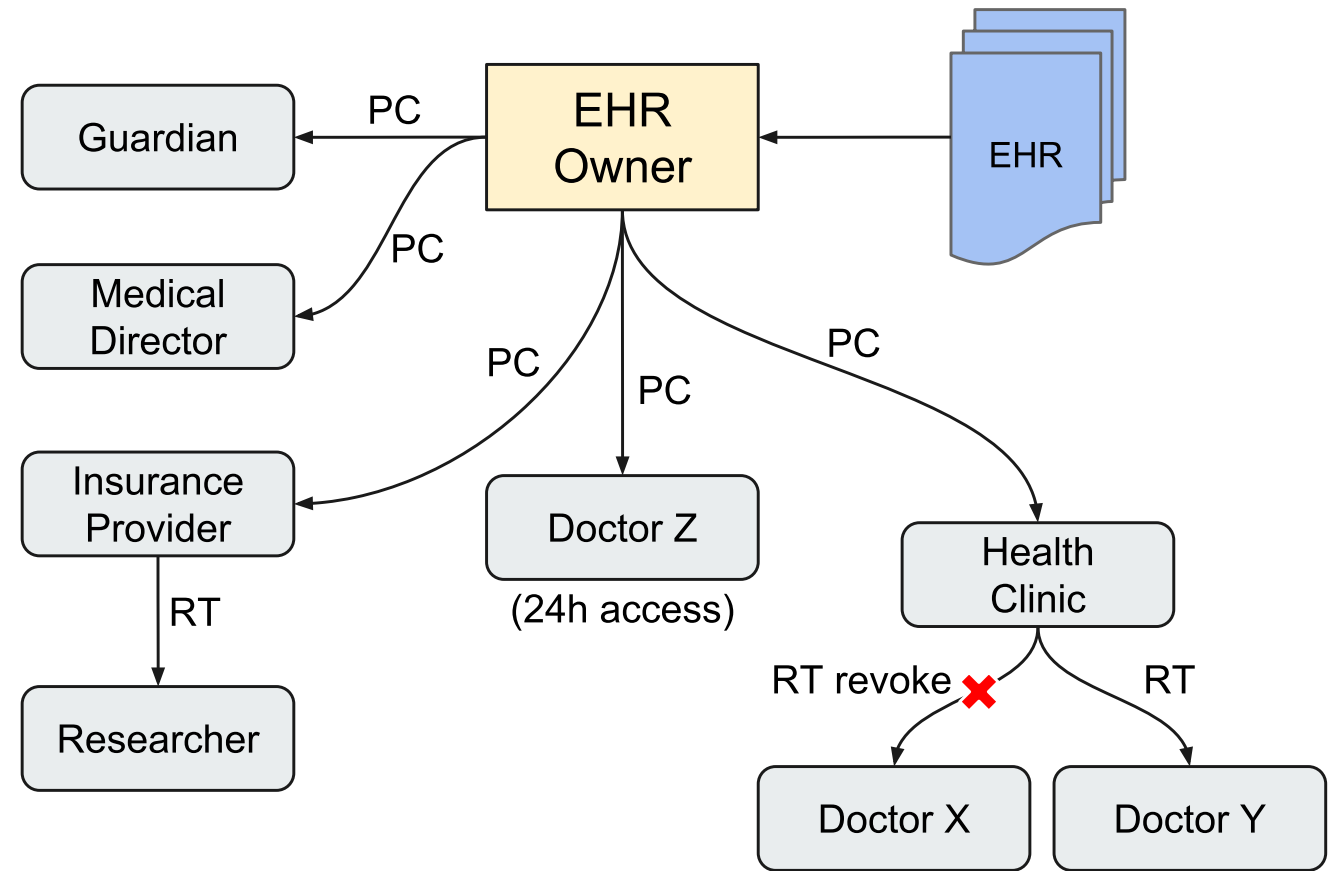 EHR
Owner
EHR
Guardian
PC
PC
Medical
Director
PC
PC
PC
Insurance
Provider
Doctor Z
(24h access)
Health
Clinic
RT
RT revoke
RT
Researcher
Doctor X
Doctor Y